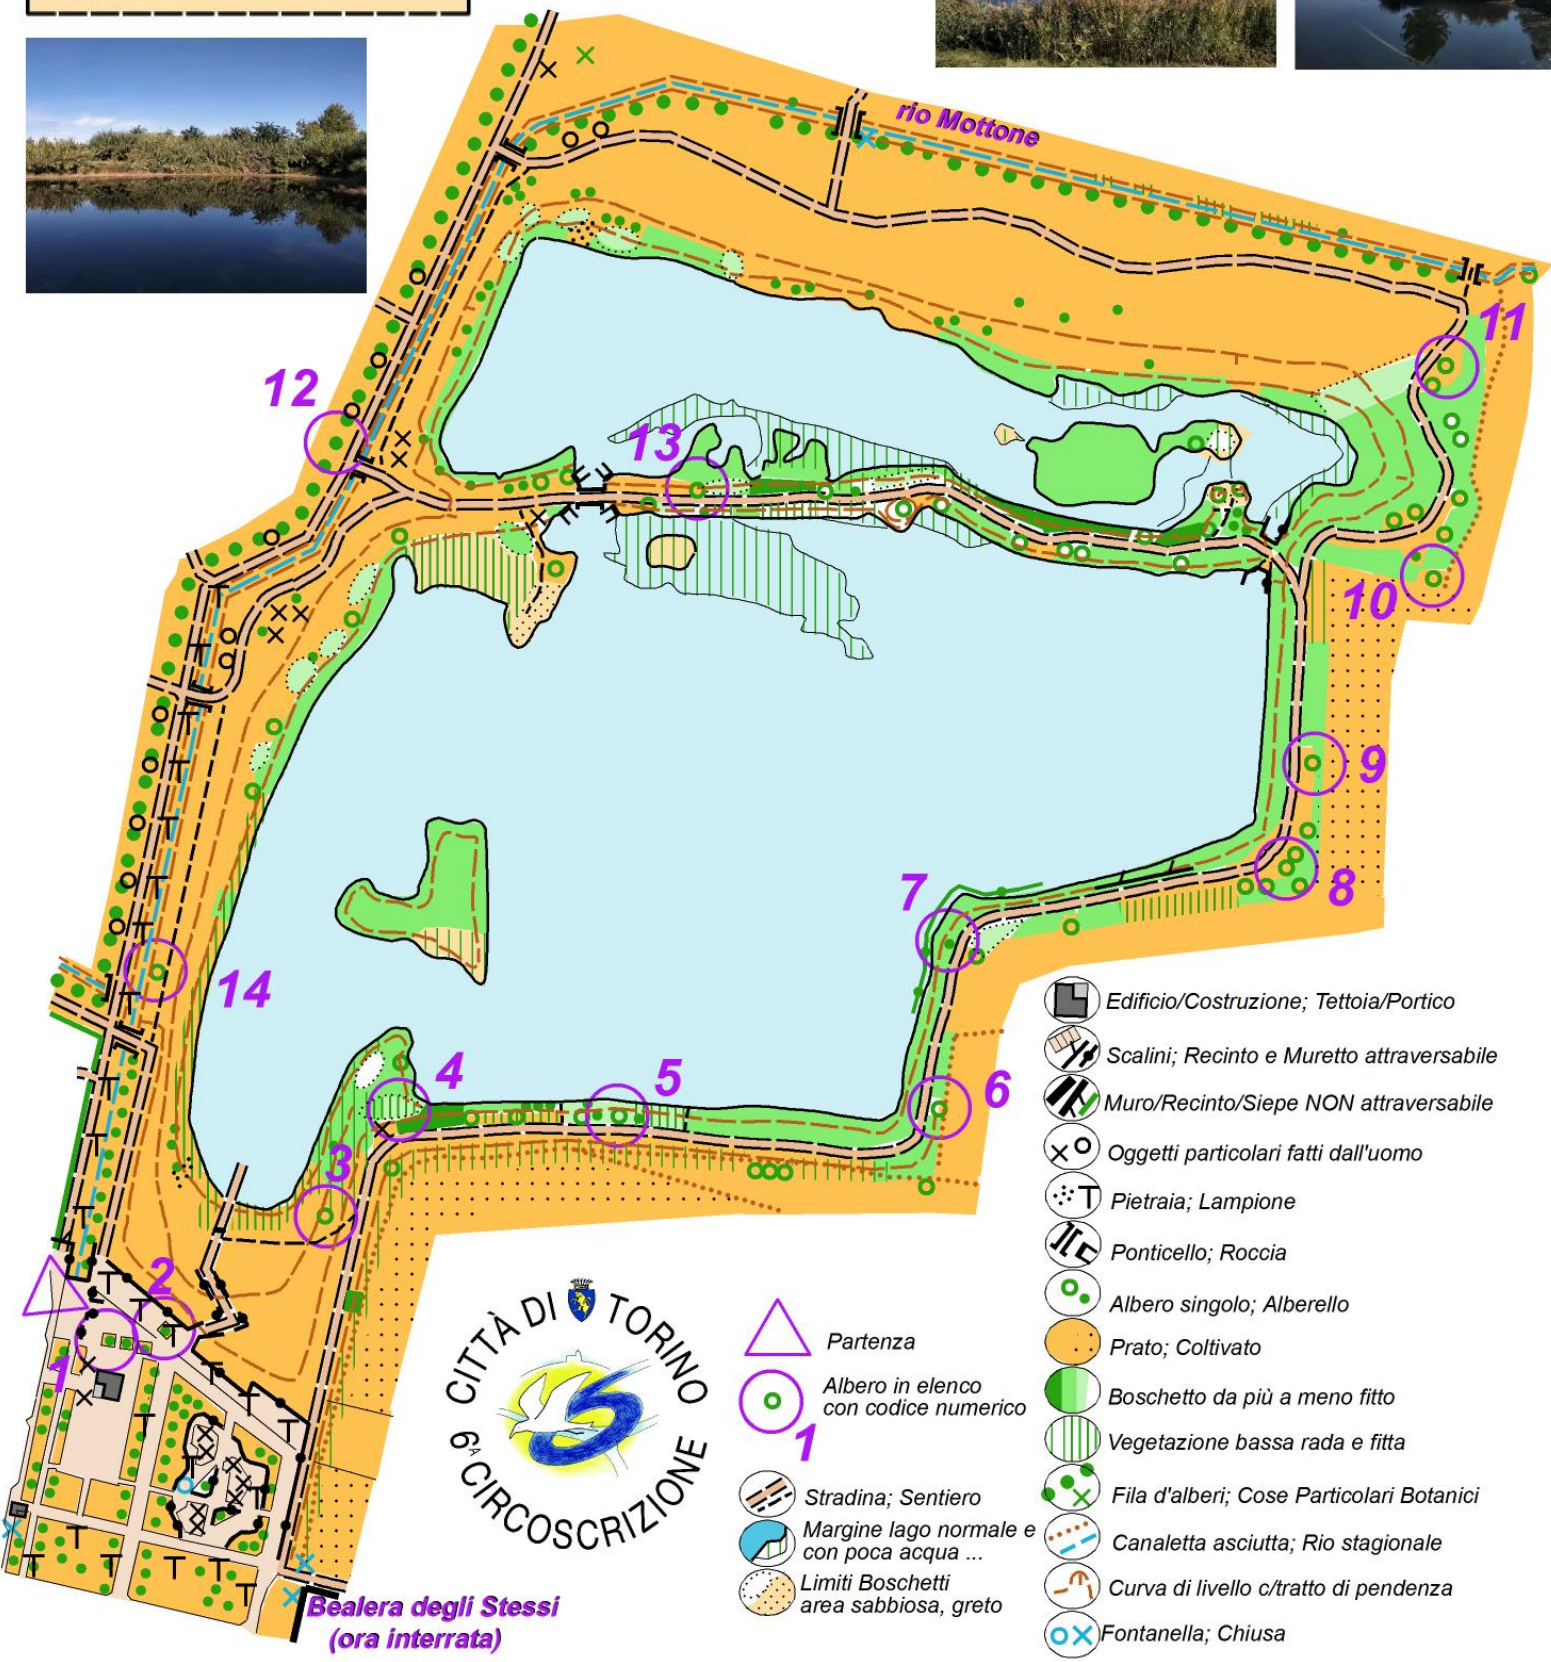 rio Mottone
11
12
13
10
9
7
8
14
4
5
6
3
2
1
CITTÀ DI TORINO
6ᴬ CIRCOSCRIZIONE
Bealera degli Stessi
(ora interrata)
Partenza
Albero in elenco
con codice numerico
1
Stradina; Sentiero
Margine lago normale e
con poca acqua ...
Limiti Boschetti
area sabbiosa, greto
Edificio/Costruzione; Tettoia/Portico
Scalini; Recinto e Muretto attraversabile
Muro/Recinto/Siepe NON attraversabile
Oggetti particolari fatti dall'uomo
Pietraia; Lampione
Ponticello; Roccia
Albero singolo; Alberello
Prato; Coltivato
Boschetto da più a meno fitto
Vegetazione bassa rada e fitta
Fila d'alberi; Cose Particolari Botanici
Canaletta asciutta; Rio stagionale
Curva di livello c/tratto di pendenza
Fontanella; Chiusa